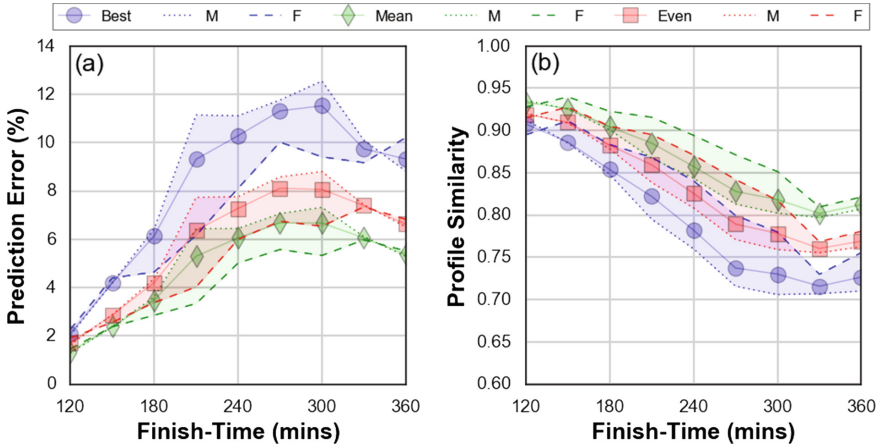 Best M F Mean M F Even M F
(a)
14
12
10
8
6
4
2
0
120 180 240 300 360
Prediction Error (%)
Finish-Time (mins)
(b)
1.00
0.95
0.90
0.85
0.80
0.75
0.70
0.65
0.60
120 180 240 300 360
Profile Similarity
Finish-Time (mins)